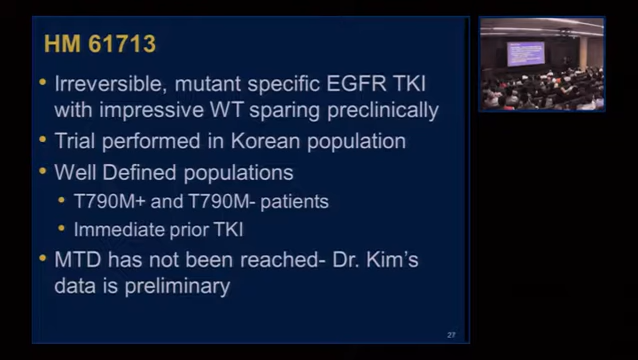 HM 61713
• Irreversible, mutant specific EGFR TKI
with impressive WT sparing preclinically
• Trial performed in Korean population
• Well Defined populations
• T790M+ and T790M- patients
• Immediate prior TKI
• MTD has not been reached- Dr. Kim's
data is preliminary
27